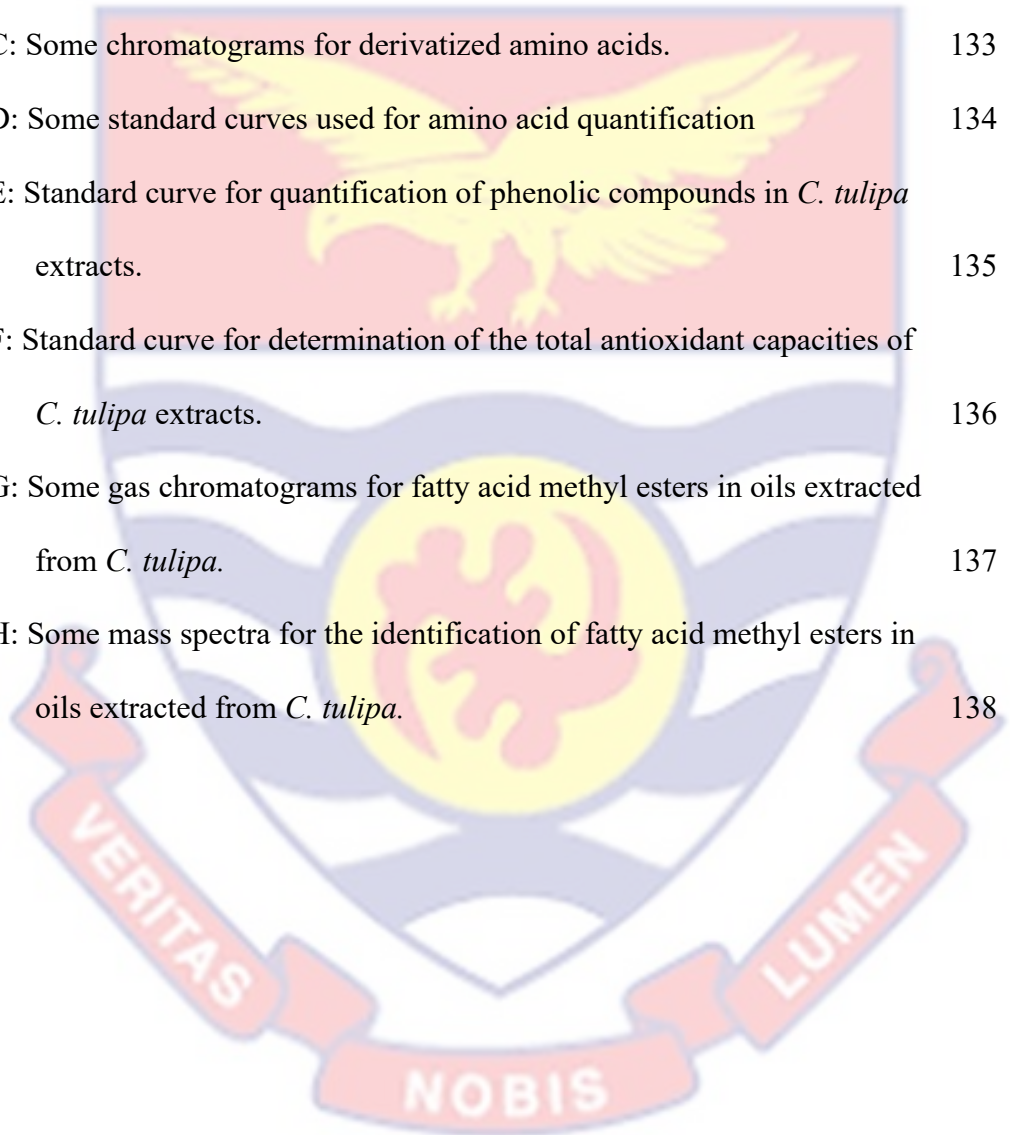 C: Some chromatograms for derivatized amino acids. 133
D: Some standard curves used for amino acid quantification 134
E: Standard curve for quantification of phenolic compounds in C. tulipa
extracts. 135
F: Standard curve for determination of the total antioxidant capacities of
C. tulipa extracts. 136
G: Some gas chromatograms for fatty acid methyl esters in oils extracted
from C. tulipa. 137
H: Some mass spectra for the identification of fatty acid methyl esters in
oils extracted from C. tulipa. 138
VERITAS
NOBIS
LUMEN